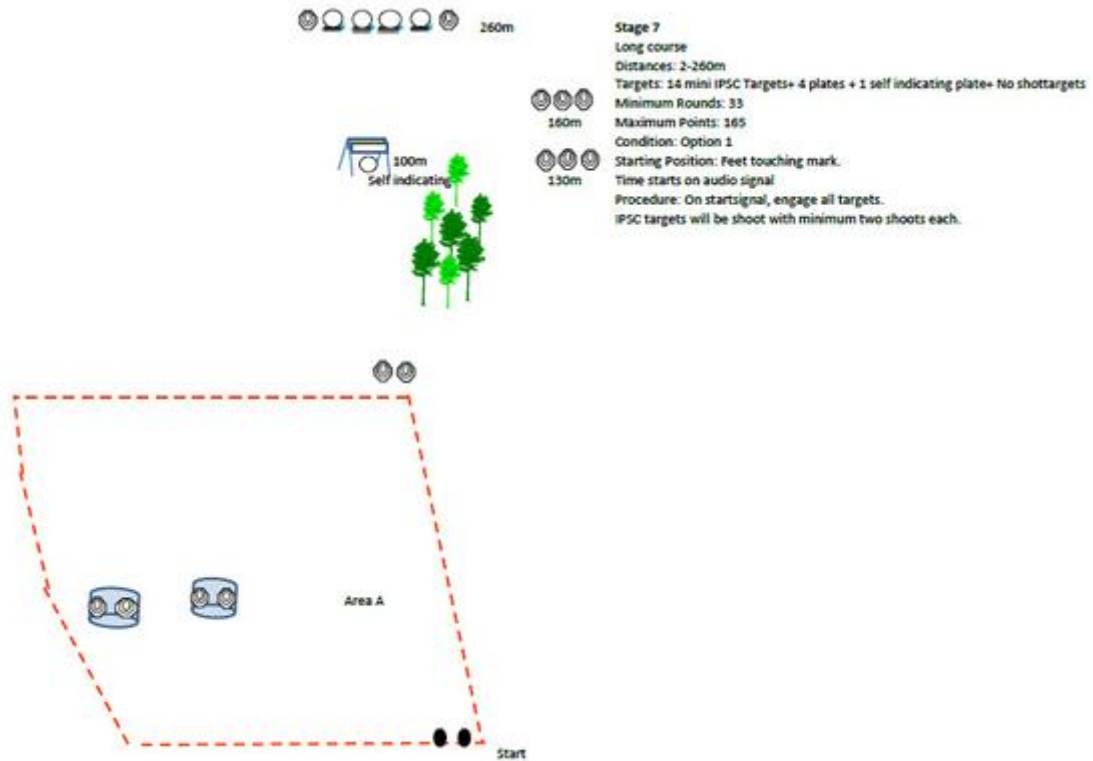 260m
Stage 7
Long course
Distances: 2-260m
Targets: 14 mini IPSC Targets+ 4 plates + 1 self indicating plate+ No shottargets
Minimum Rounds: 33
160m
Maximum Points: 165
Condition: Option 1
100m
Starting Position: Feet touching mark.
Self indicating
130m
Time starts on audio signal
Procedure: On startsignal, engage all targets.
IPSC targets will be shoot with minimum two shoots each.
Area A
Start